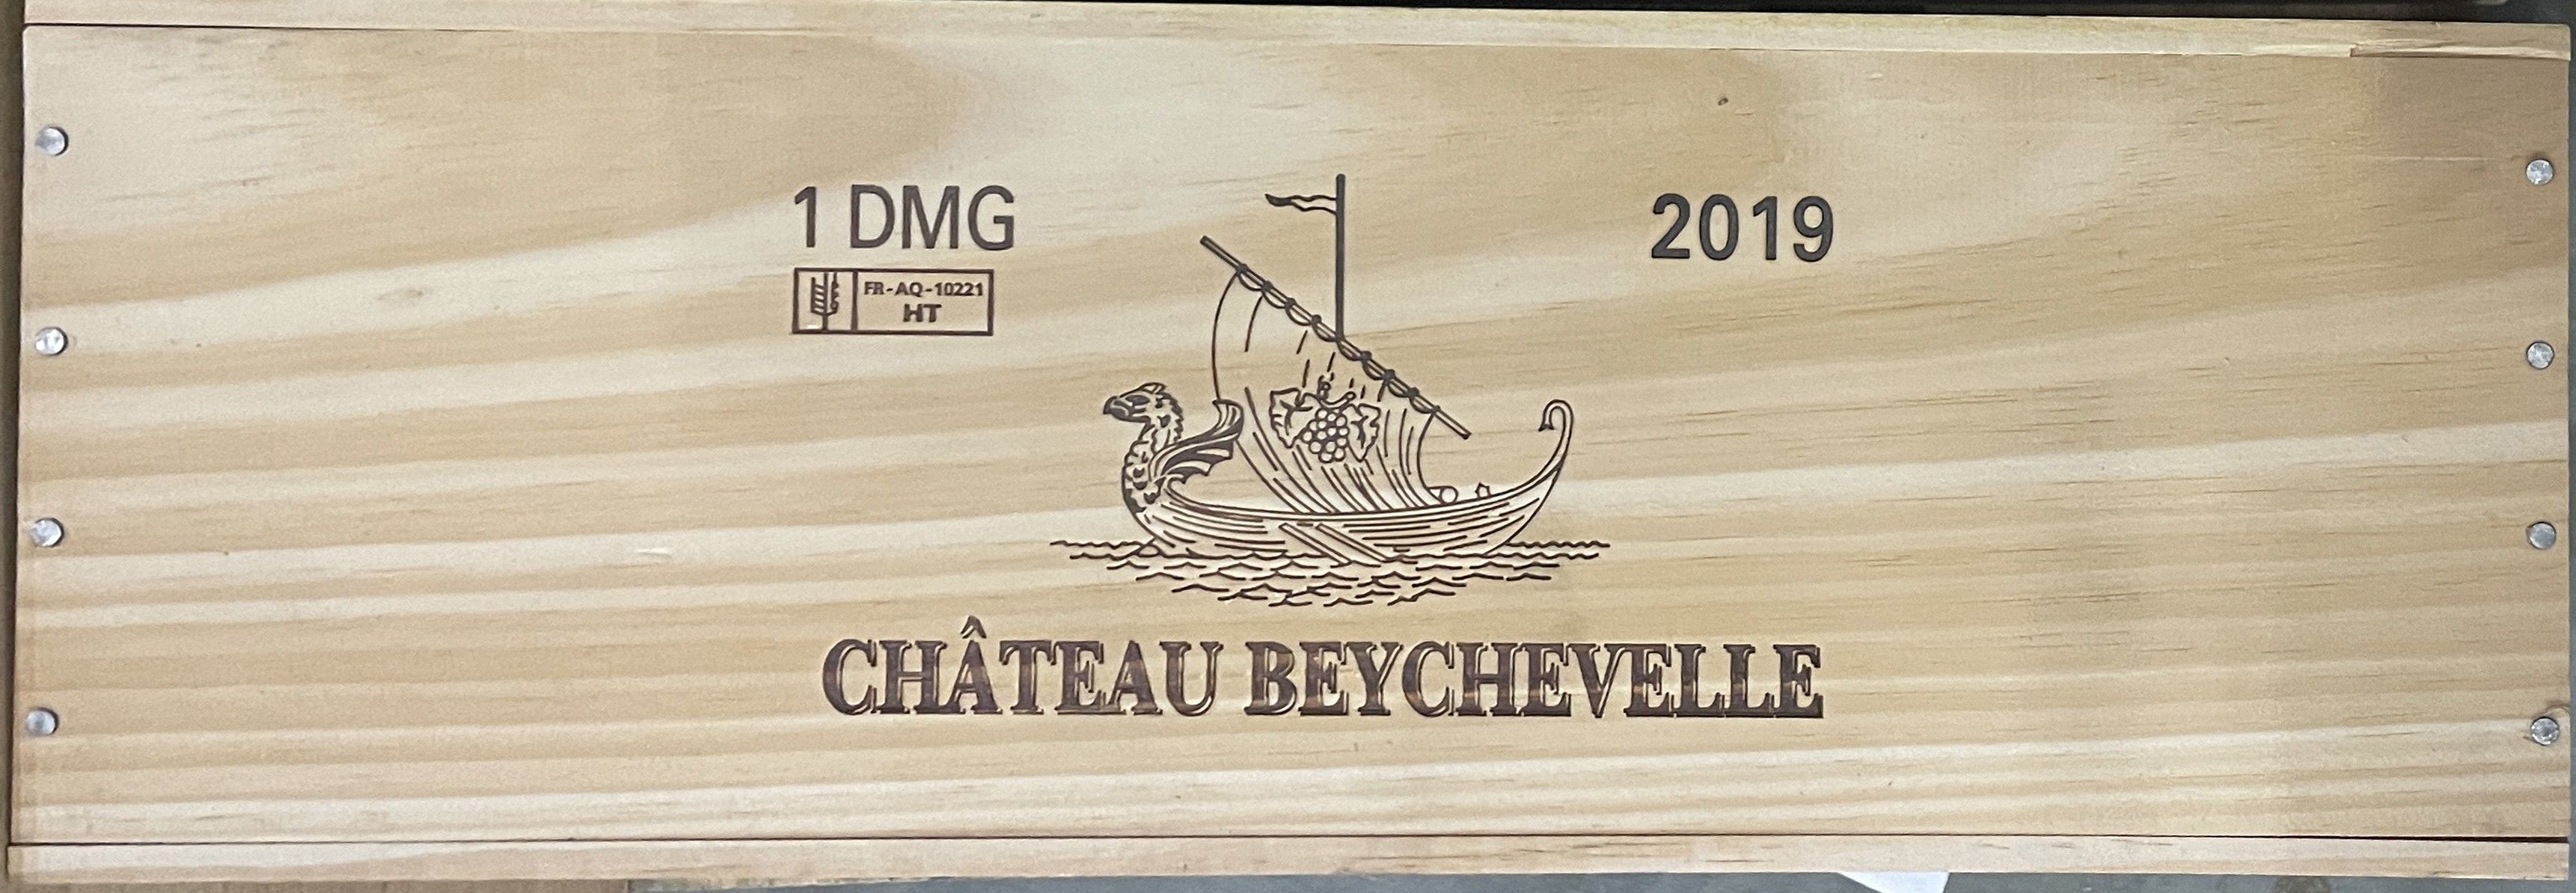 1 DMG
2019
FR-AQ-10221
HT
CHÂTEAU BEYCHEVELLE